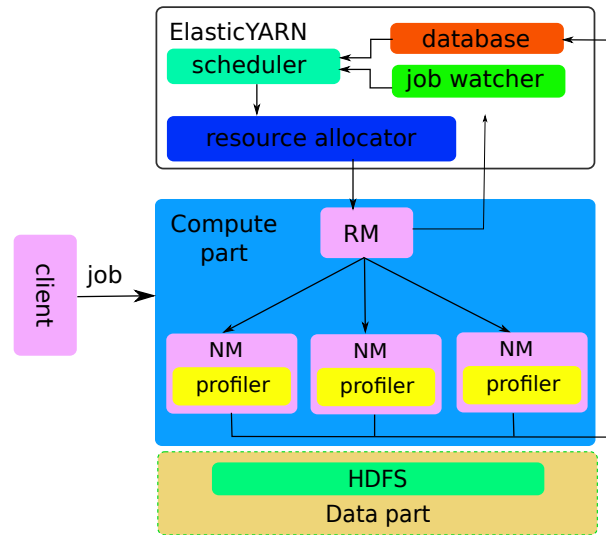 ElasticYARN
database
scheduler
job watcher
resource allocator
Compute
part
RM
client
job
NM
NM
NM
profiler
profiler
profiler
HDFS
Data part